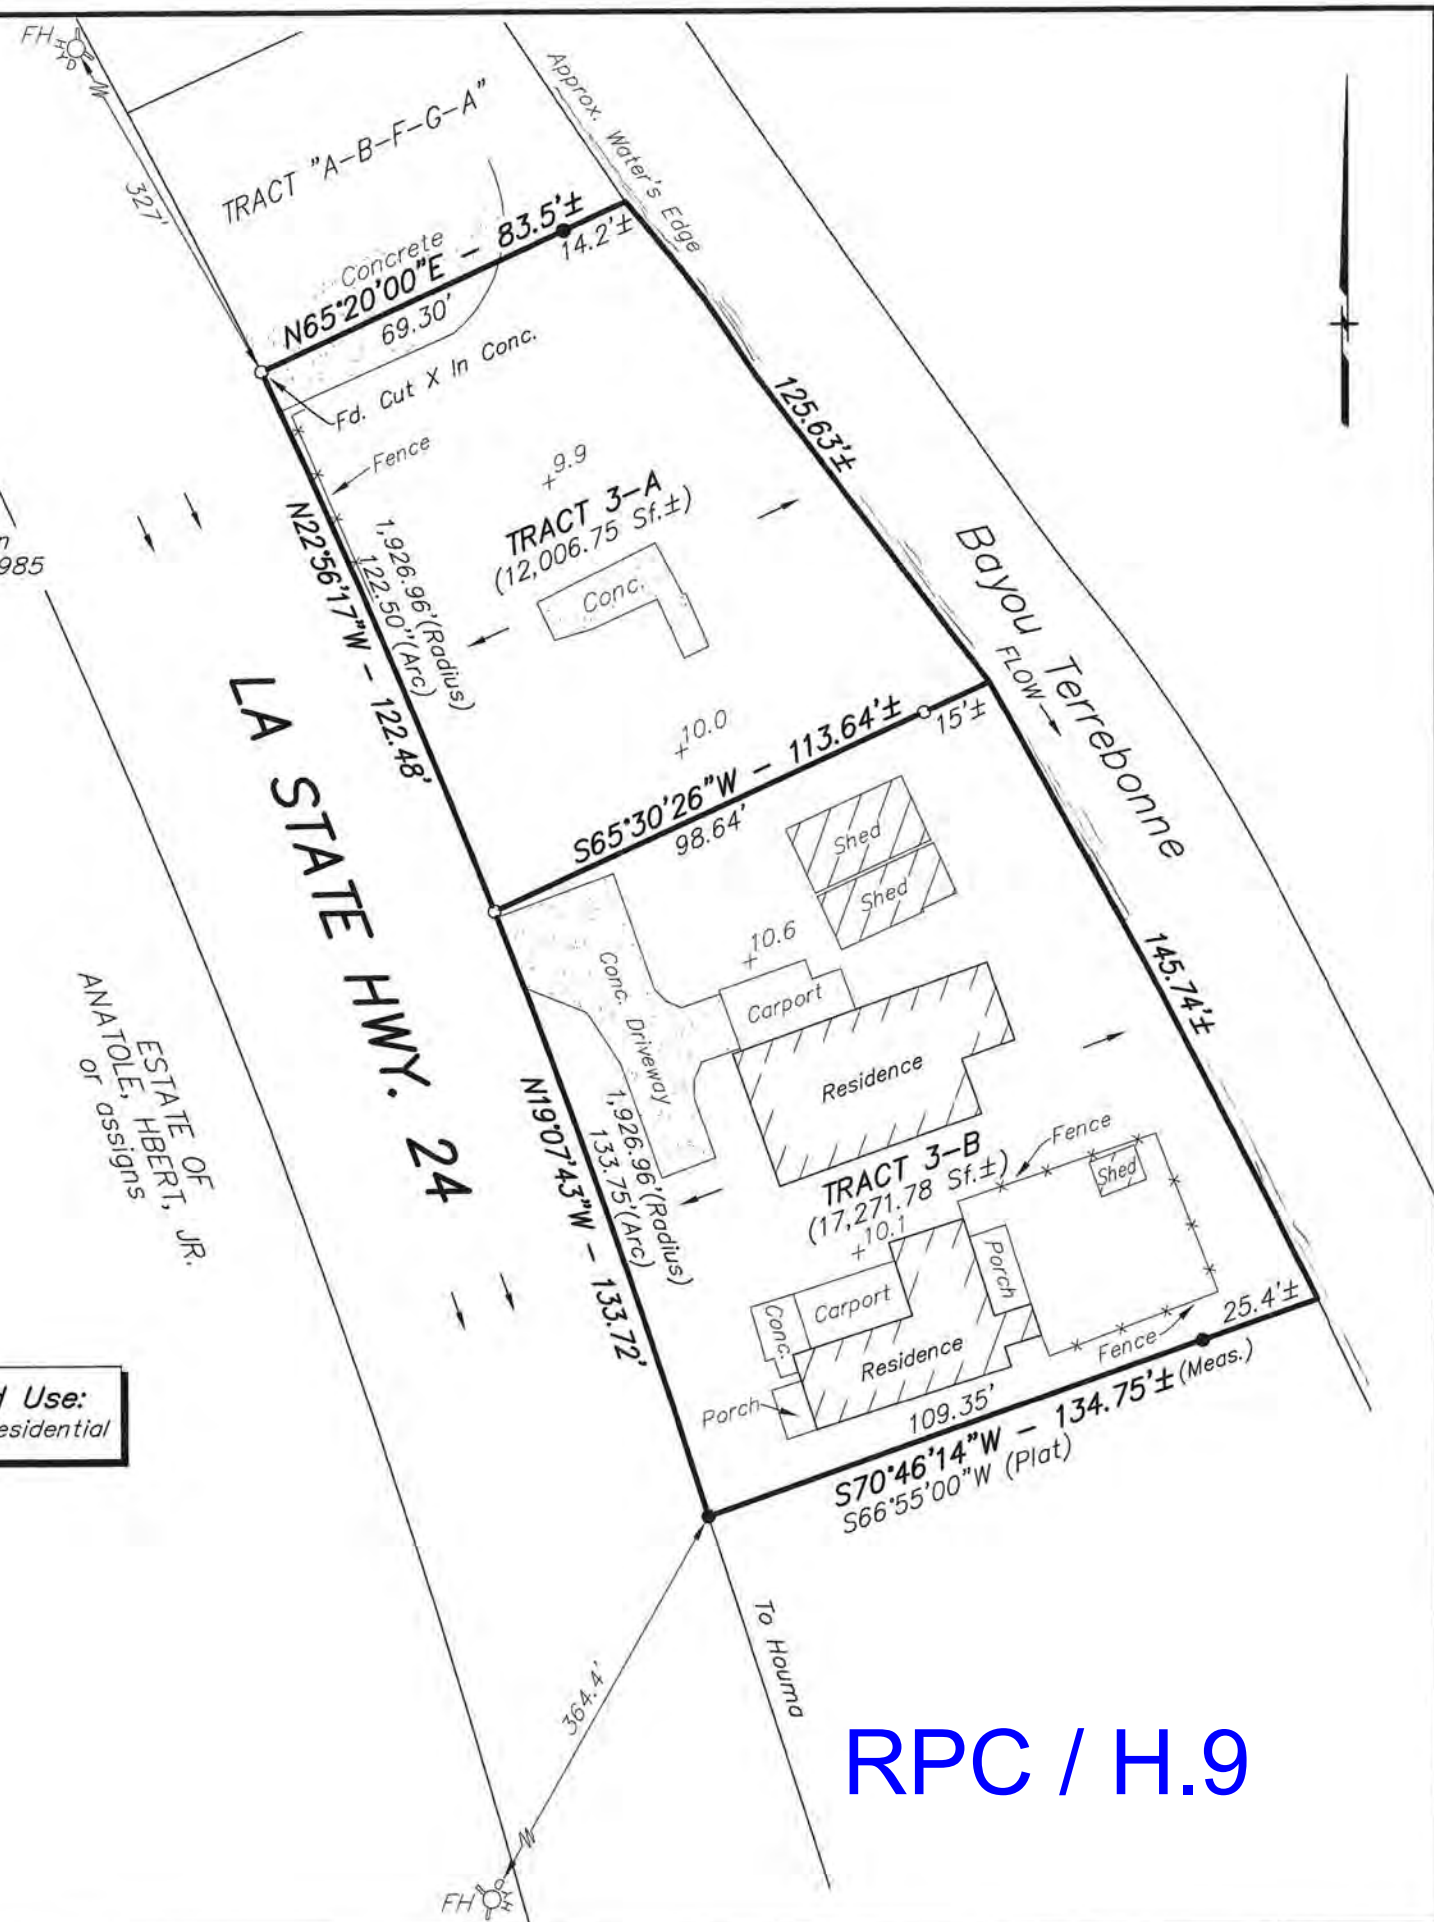 FH
HYD
327'
TRACT "A-B-F-G-A"
Approx. Water's Edge
Concrete
N65°20'00"E - 83.5'±
69.30'
14.2'±
Fd. Cut X In Conc.
Fence
125.63'±
9.9
TRACT 3-A
(12,006.75 Sf.±)
Conc.
N22°56'17"W - 122.48'
1,926.96'(Radius)
122.50"(Arc)
985
Bayou Terrebonne
FLOW
10.0
S65°30'26"W - 113.64'±
98.64'
15'±
LA STATE HWY. 24
Shed
Shed
10.6
Carport
Conc. Driveway
Residence
145.74'±
ESTATE OF
ANATOLE, HBERT, JR.
or assigns
N19°07'43"W - 133.72'
1,926.96'(Radius)
133.75'(Arc)
TRACT 3-B
(17,271.78 Sf.±)
10.1
Fence
Shed
Porch
Conc.
Carport
Residence
Porch
Fence
25.4'±
109.35'
S70°46'14"W - 134.75'± (Meas.)
S66°55'00"W (Plat)
Use:
To Houma
364.4'
FH
HYD
RPC / H.9